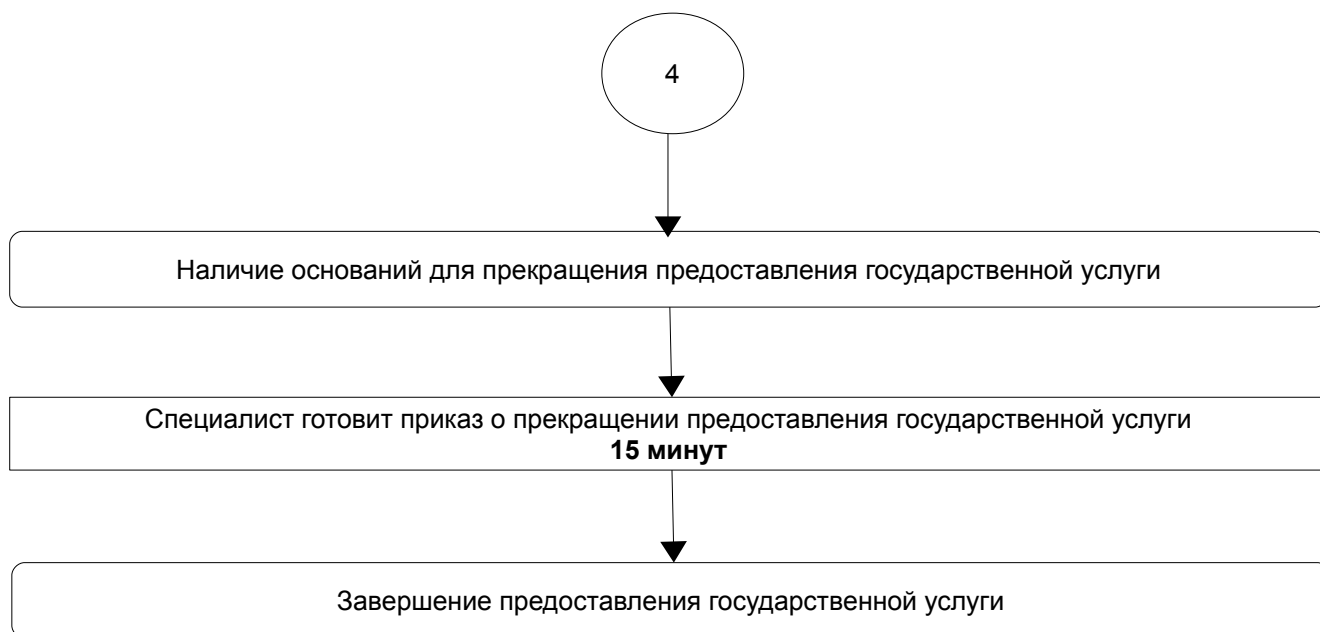 4
Наличие оснований для прекращения предоставления государственной услуги
Специалист готовит приказ о прекращении предоставления государственной услуги
15 минут
Завершение предоставления государственной услуги